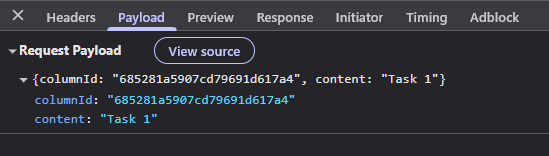 Headers Payload Preview Response Initiator Timing Adblock
Request Payload View source
{columnId: "685281a5907cd79691d617a4", content: "Task 1"}
columnId: "685281a5907cd79691d617a4"
content: "Task 1"